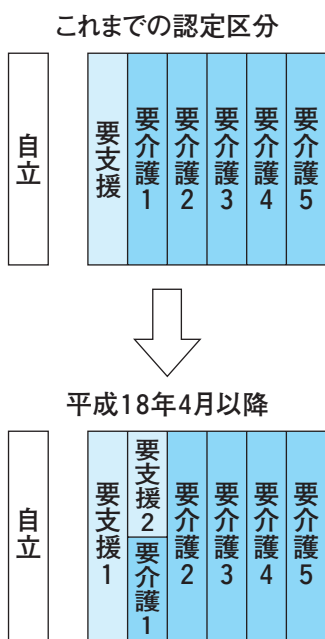 これまでの認定区分
自立
要支援
要介護1
要介護2
要介護3
要介護4
要介護5
平成18年4月以降
自立
要支援1
要支援2
要介護1
要介護2
要介護3
要介護4
要介護5